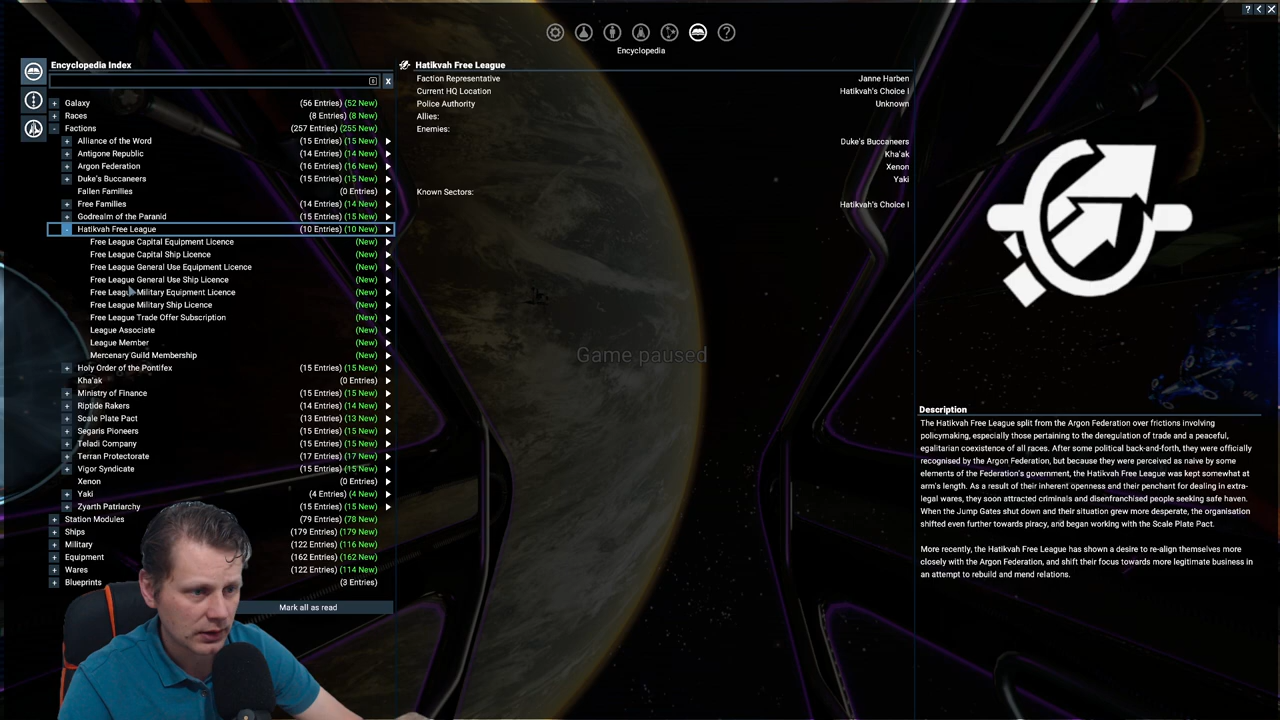 ? < X
Encyclopedia
Encyclopedia Index
x
+ Galaxy (56 Entries) (52 New)
+ Races (8 Entries) (8 New)
- Factions (257 Entries) (255 New)
+ Alliance of the Word (15 Entries) (15 New)
+ Antigone Republic (14 Entries) (14 New)
+ Argon Federation (16 Entries) (16 New)
+ Duke's Buccaneers (15 Entries) (15 New)
Fallen Families (0 Entries)
+ Free Families (14 Entries) (14 New)
+ Godrealm of the Paranid (15 Entries) (15 New)
- Hatikvah Free League (10 Entries) (10 New)
Free League Capital Equipment Licence (New)
Free League Capital Ship Licence (New)
Free League General Use Equipment Licence (New)
Free League General Use Ship Licence (New)
Free League Military Equipment Licence (New)
Free League Military Ship Licence (New)
Free League Trade Offer Subscription (New)
League Associate (New)
League Member (New)
Mercenary Guild Membership (New)
+ Holy Order of the Pontifex (15 Entries) (15 New)
Kha'ak (0 Entries)
+ Ministry of Finance (15 Entries) (15 New)
+ Riptide Rakers (14 Entries) (14 New)
+ Scale Plate Pact (13 Entries) (13 New)
+ Segaris Pioneers (15 Entries) (15 New)
+ Teladi Company (15 Entries) (15 New)
+ Terran Protectorate (17 Entries) (17 New)
+ Vigor Syndicate (15 Entries) (15 New)
Xenon (0 Entries)
+ Yaki (4 Entries) (4 New)
+ Zyarth Patriarchy (15 Entries) (15 New)
+ Station Modules (79 Entries) (78 New)
+ Ships (179 Entries) (179 New)
+ Military (122 Entries) (116 New)
+ Equipment (162 Entries) (162 New)
+ Wares (122 Entries) (114 New)
+ Blueprints (3 Entries)
Mark all as read
Hatikvah Free League
Faction Representative Janne Harben
Current HQ Location Hatikvah's Choice I
Police Authority Unknown
Allies:
Enemies:
Duke's Buccaneers
Kha'ak
Xenon
Yaki
Known Sectors:
Hatikvah's Choice I
Game paused
Description
The Hatikvah Free League split from the Argon Federation over frictions involving
policymaking, especially those pertaining to the deregulation of trade and a peaceful,
egalitarian coexistence of all races. After some political back-and-forth, they were officially
recognised by the Argon Federation, but because they were perceived as naive by some
elements of the Federation's government, the Hatikvah Free League was kept somewhat at
arm's length. As a result of their inherent openness and their penchant for dealing in extra-
legal wares, they soon attracted criminals and disenfranchised people seeking safe haven.
When the Jump Gates shut down and their situation grew more desperate, the organisation
shifted even further towards piracy, and began working with the Scale Plate Pact.
More recently, the Hatikvah Free League has shown a desire to re-align themselves more
closely with the Argon Federation, and shift their focus towards more legitimate business in
an attempt to rebuild and mend relations.